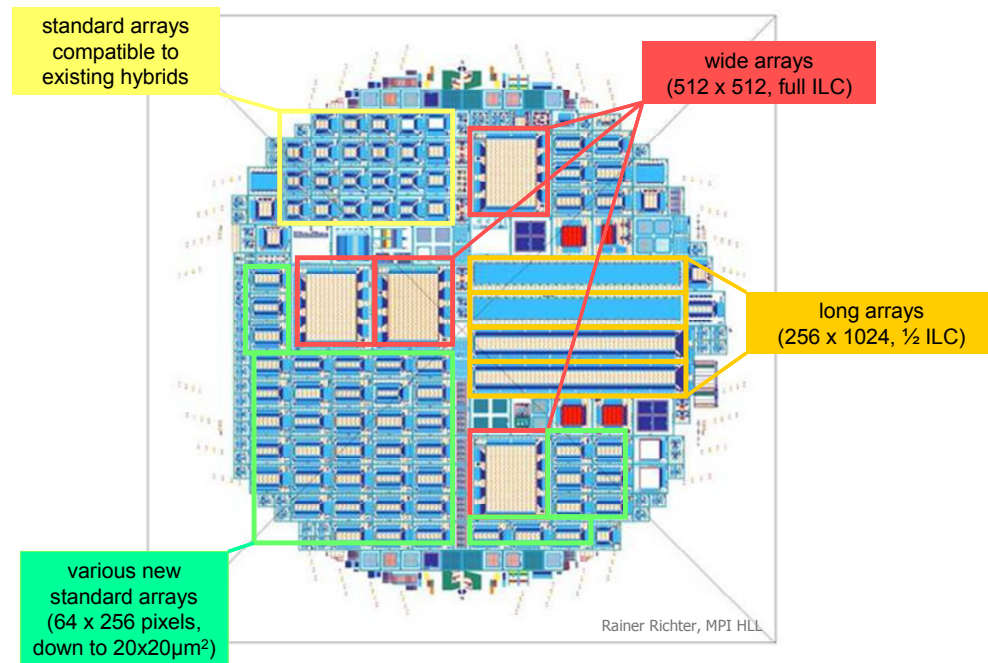 standard arrays
compatible to
existing hybrids
wide arrays
(512 x 512, full ILC)
long arrays
(256 x 1024, ½ ILC)
various new
standard arrays
(64 x 256 pixels,
down to 20x20µm²)
Rainer Richter, MPI HLL